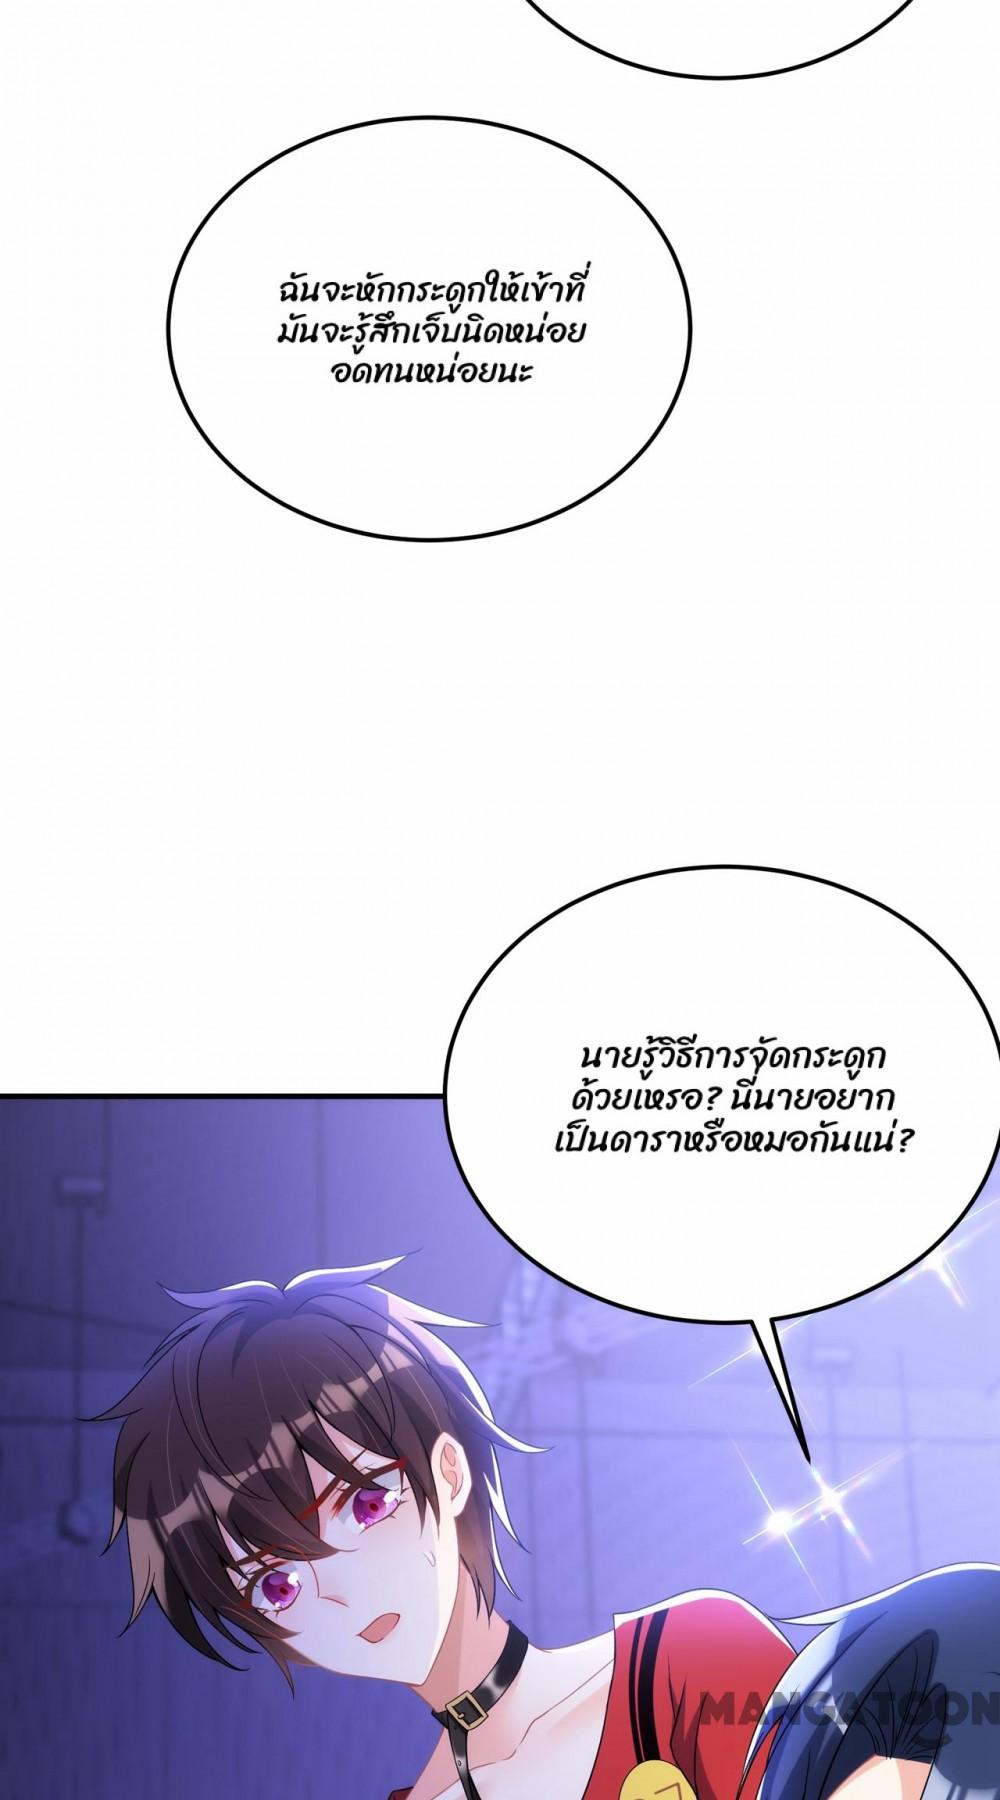 ฉันจะหักกระดูกให้เข้าที่
มันจะรู้สึกเจ็บนิดหน่อย
อดทนหน่อยนะ
นายรู้วิธีการจัดกระดูก
ด้วยเหรอ? นี่นายอยาก
เป็นดาราหรือหมอกันแน่?
MANGATOON